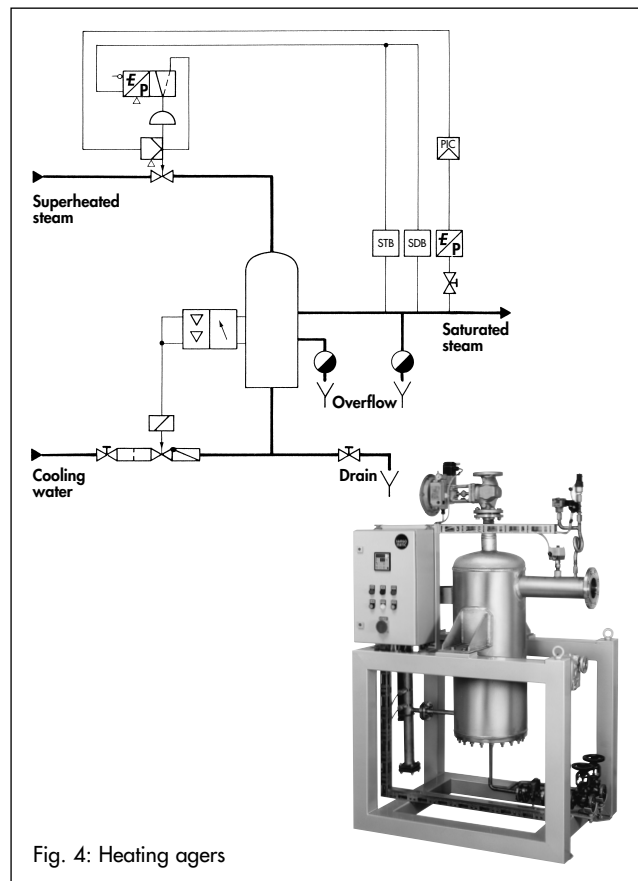 E
P
PIC
Superheated
steam
STB
SDB
E
P
Saturated
steam
Overflow
Cooling
water
Drain
Fig. 4: Heating agers